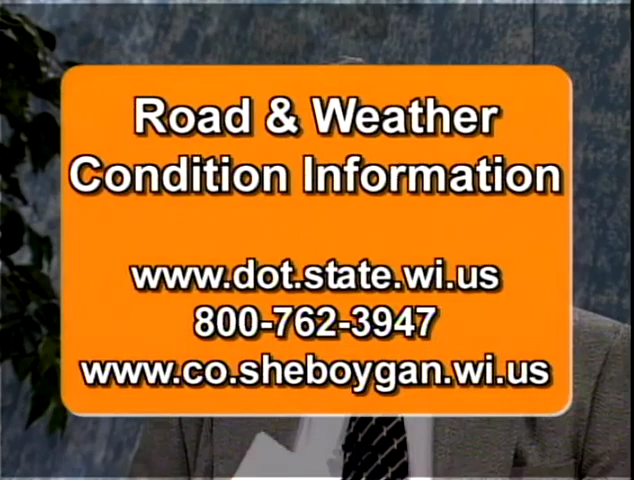 Road & Weather
Condition Information
www.dot.state.wi.us
800-762-3947
www.co.sheboygan.wi.us